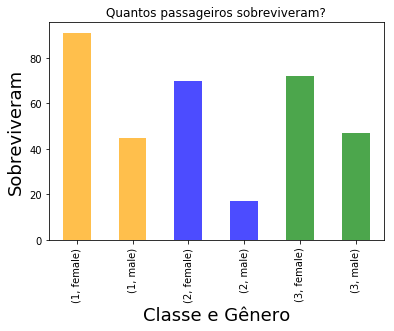 Quantos passageiros sobreviveram?
Sobreviveram
80
60
40
20
0
(1, female)
(1, male)
(2, female)
(2, male)
(3, female)
(3, male)
Classe e Gênero